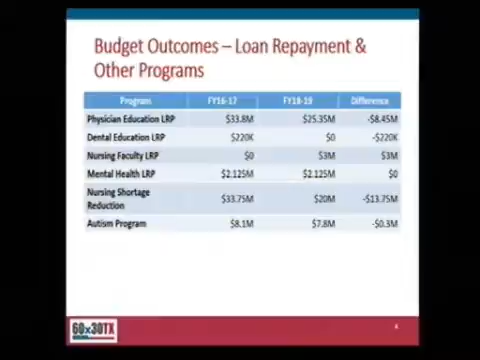 Budget Outcomes – Loan Repayment &
Other Programs
Program FY16-17 FY18-19 Difference
Physician Education LRP $33.8M $25.35M -$8.45M
Dental Education LRP $220K $0 -$220K
Nursing Faculty LRP $0 $3M $3M
Mental Health LRP $2.125M $2.125M $0
Nursing Shortage
Reduction $33.75M $20M -$13.75M
Autism Program $8.1M $7.8M -$0.3M
60x30TX
4